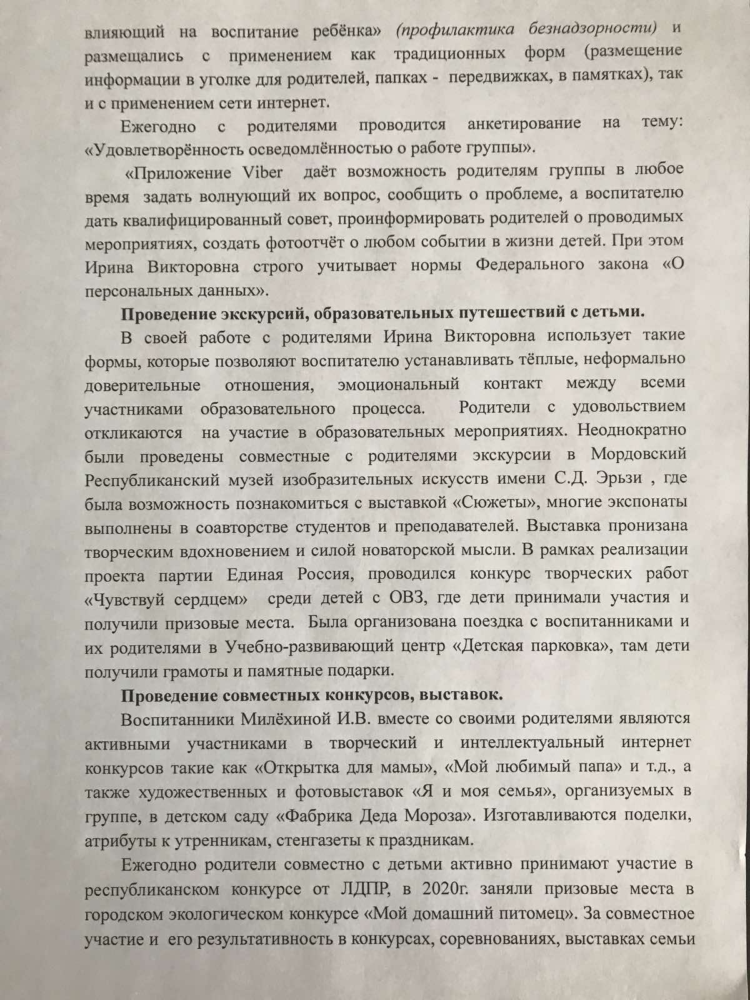 влияющий на воспитание ребёнка» (профилактика безнадзорности) и
размещались с применением как традиционных форм (размещение
информации в уголке для родителей, папках - передвижках, в памятках), так
и с применением сети интернет.
Ежегодно с родителями проводится анкетирование на тему:
«Удовлетворённость осведомлённостью о работе группы».
«Приложение Viber даёт возможность родителям группы в любое
время задать волнующий их вопрос, сообщить о проблеме, а воспитателю
дать квалифицированный совет, проинформировать родителей о проводимых
мероприятиях, создать фотоотчёт о любом событии в жизни детей. При этом
Ирина Викторовна строго учитывает нормы Федерального закона «О
персональных данных».
Проведение экскурсий, образовательных путешествий с детьми.
В своей работе с родителями Ирина Викторовна использует такие
формы, которые позволяют воспитателю устанавливать тёплые, неформально
доверительные отношения, эмоциональный контакт между всеми
участниками образовательного процесса. Родители с удовольствием
откликаются на участие в образовательных мероприятиях. Неоднократно
были проведены совместные с родителями экскурсии в Мордовский
Республиканский музей изобразительных искусств имени С.Д. Эрьзи , где
была возможность познакомиться с выставкой «Сюжеты», многие экспонаты
выполнены в соавторстве студентов и преподавателей. Выставка пронизана
творческим вдохновением и силой новаторской мысли. В рамках реализации
проекта партии Единая Россия, проводился конкурс творческих работ
«Чувствуй сердцем» среди детей с ОВЗ, где дети принимали участия и
получили призовые места. Была организована поездка с воспитанниками и
их родителями в Учебно-развивающий центр «Детская парковка», там дети
получили грамоты и памятные подарки.
Проведение совместных конкурсов, выставок.
Воспитанники Милёхиной И.В. вместе со своими родителями являются
активными участниками в творческий и интеллектуальный интернет
конкурсов такие как «Открытка для мамы», «Мой любимый папа» и т.д., а
также художественных и фотовыставок «Я и моя семья», организуемых в
группе, в детском саду «Фабрика Деда Мороза». Изготавливаются поделки,
атрибуты к утренникам, стенгазеты к праздникам.
Ежегодно родители совместно с детьми активно принимают участие в
республиканском конкурсе от ЛДПР, в 2020г. заняли призовые места в
городском экологическом конкурсе «Мой домашний питомец». За совместное
участие и его результативность в конкурсах, соревнованиях, выставках семьи